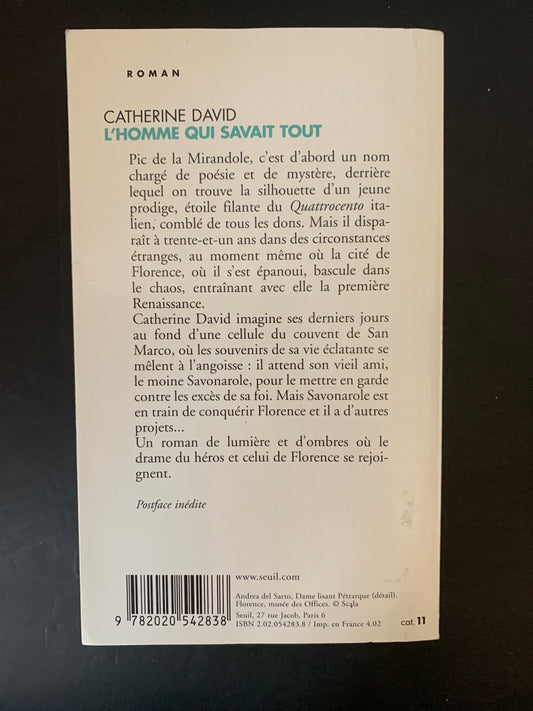 ROMAN
CATHERINE DAVID
L'HOMME QUI SAVAIT TOUT
Pic de la Mirandole, c'est d'abord un nom
chargé de poésie et de mystère, derrière
lequel on trouve la silhouette d'un jeune
prodige, étoile filante du Quattrocento ita-
lien, comblé de tous les dons. Mais il dispa-
raît à trente-et-un ans dans des circonstances
étranges, au moment même où la cité de
Florence, où il s'est épanoui, bascule dans
le chaos, entraînant avec elle la première
Renaissance.
Catherine David imagine ses derniers jours
au fond d'une cellule du couvent de San
Marco, où les souvenirs de sa vie éclatante se
mêlent à l'angoisse : il attend son vieil ami,
le moine Savonarole, pour le mettre en garde
contre les excès de sa foi. Mais Savonarole est
en train de conquérir Florence et il a d'autres
projets...
Un roman de lumière et d'ombres où le
drame du héros et celui de Florence se rejoi-
gnent.
Postface inédite
www.seuil.com
Andrea del Sarto, Dame lisant Pétrarque (détail).
Florence, musée des Offices. © Scala
Seuil, 27 rue Jacob, Paris 6
ISBN 2.02.054283.8 / Imp. en France 4.02
9 782020 542838
cat. 11